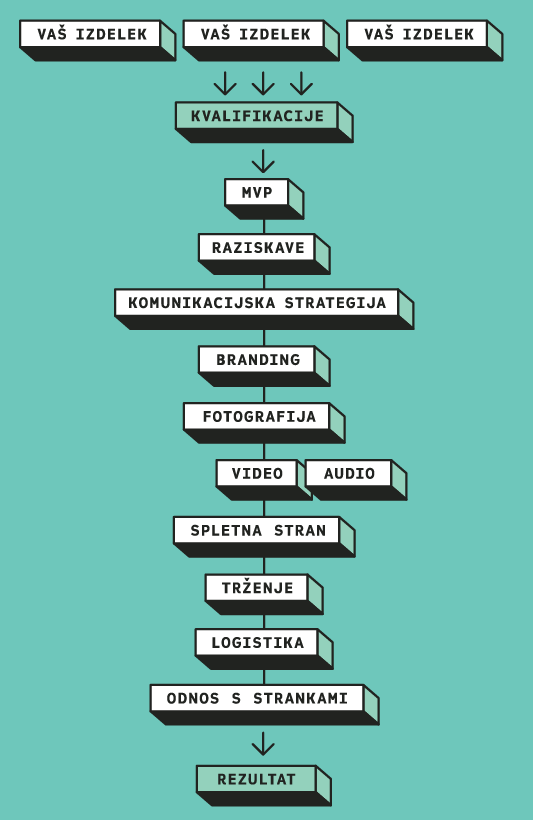 VAŠ IZDELEK VAŠ IZDELEK VAŠ IZDELEK
KVALIFIKACIJE
MVP
RAZISKAVE
KOMUNIKACIJSKA STRATEGIJA
BRANDING
FOTOGRAFIJA
VIDEO AUDIO
SPLETNA STRAN
TRŽENJE
LOGISTIKA
ODNOS S STRANKAMI
REZULTAT